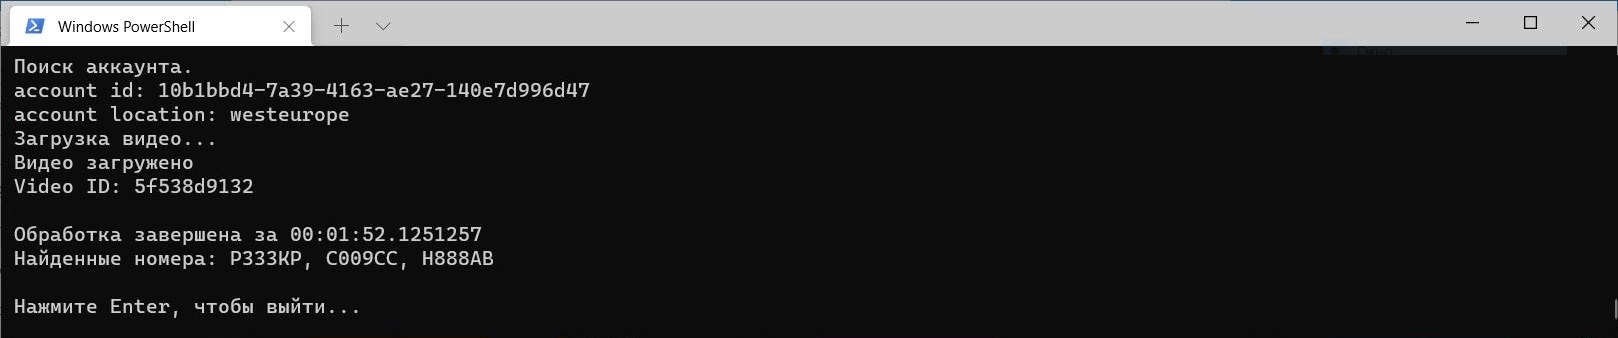 Windows PowerShell
Поиск аккаунта.
account id: 10b1bbd4-7a39-4163-ae27-140e7d996d47
account location: westeurope
Загрузка видео...
Видео загружено
Video ID: 5f538d9132
Обработка завершена за 00:01:52.1251257
Найденные номера: Р333КР, С009СС, Н888АВ
Нажмите Enter, чтобы выйти...